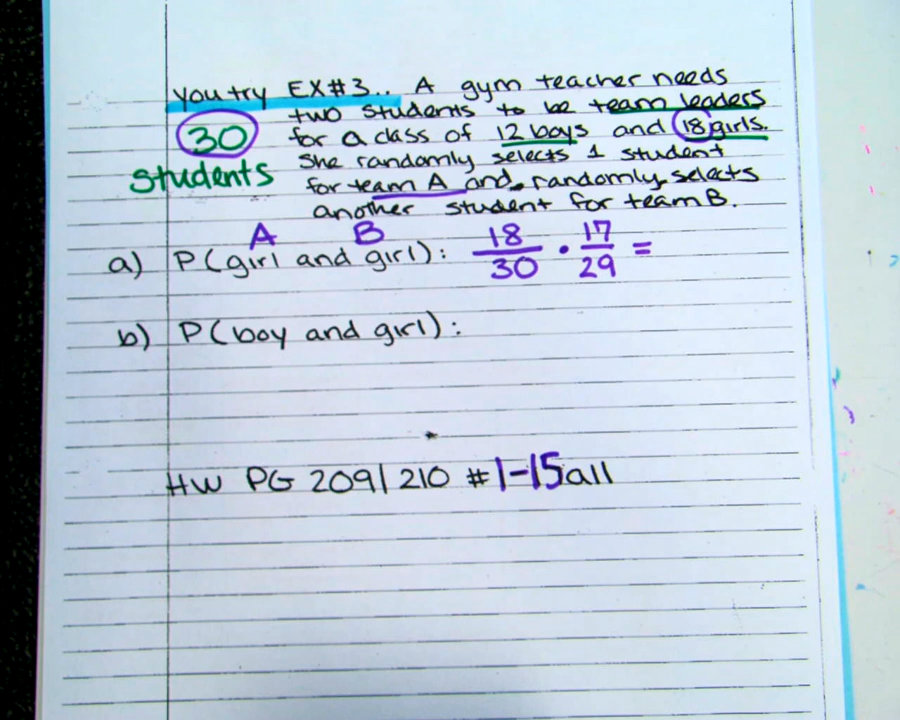 you try EX#3... A gym teacher needs
two students to be team leaders
30 for a class of 12 boys and 18 girls.
students She randomly selects 1 student
for team A and randomly selects
another student for team B.
A B
a) P(girl and girl): 18/30 · 17/29 =
b) P(boy and girl):
HW PG 209/210 #1-15 all